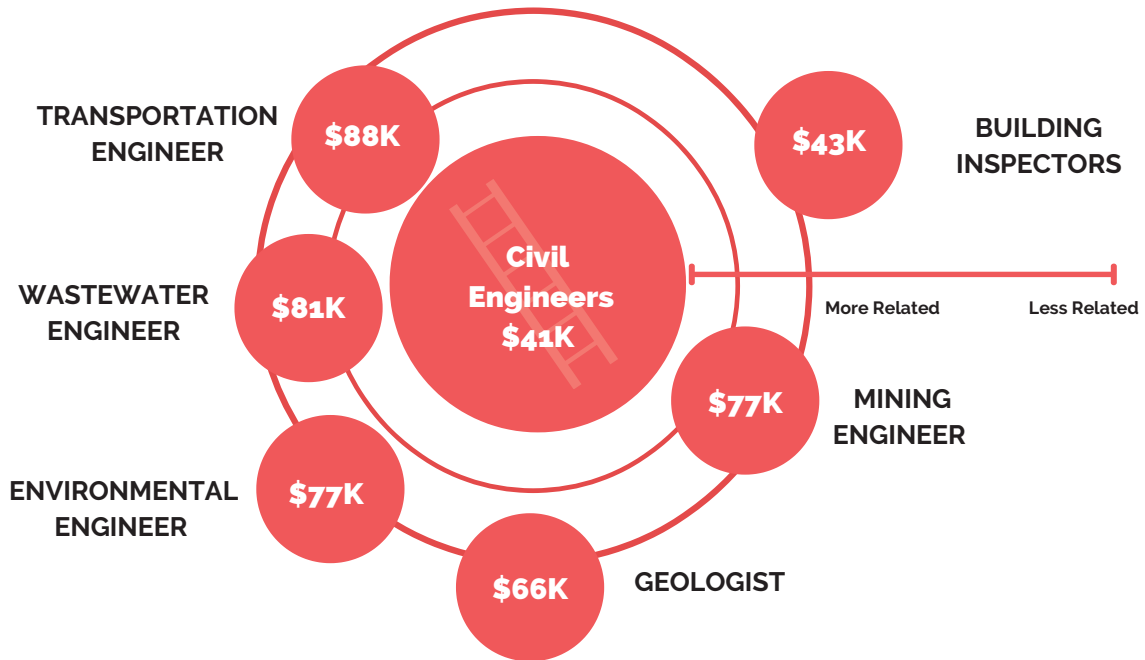 TRANSPORTATION
ENGINEER
$88K
$43K
BUILDING
INSPECTORS
Civil
Engineers
$41K
WASTEWATER
ENGINEER
$81K
More Related
Less Related
$77K
MINING
ENGINEER
ENVIRONMENTAL
ENGINEER
$77K
$66K
GEOLOGIST